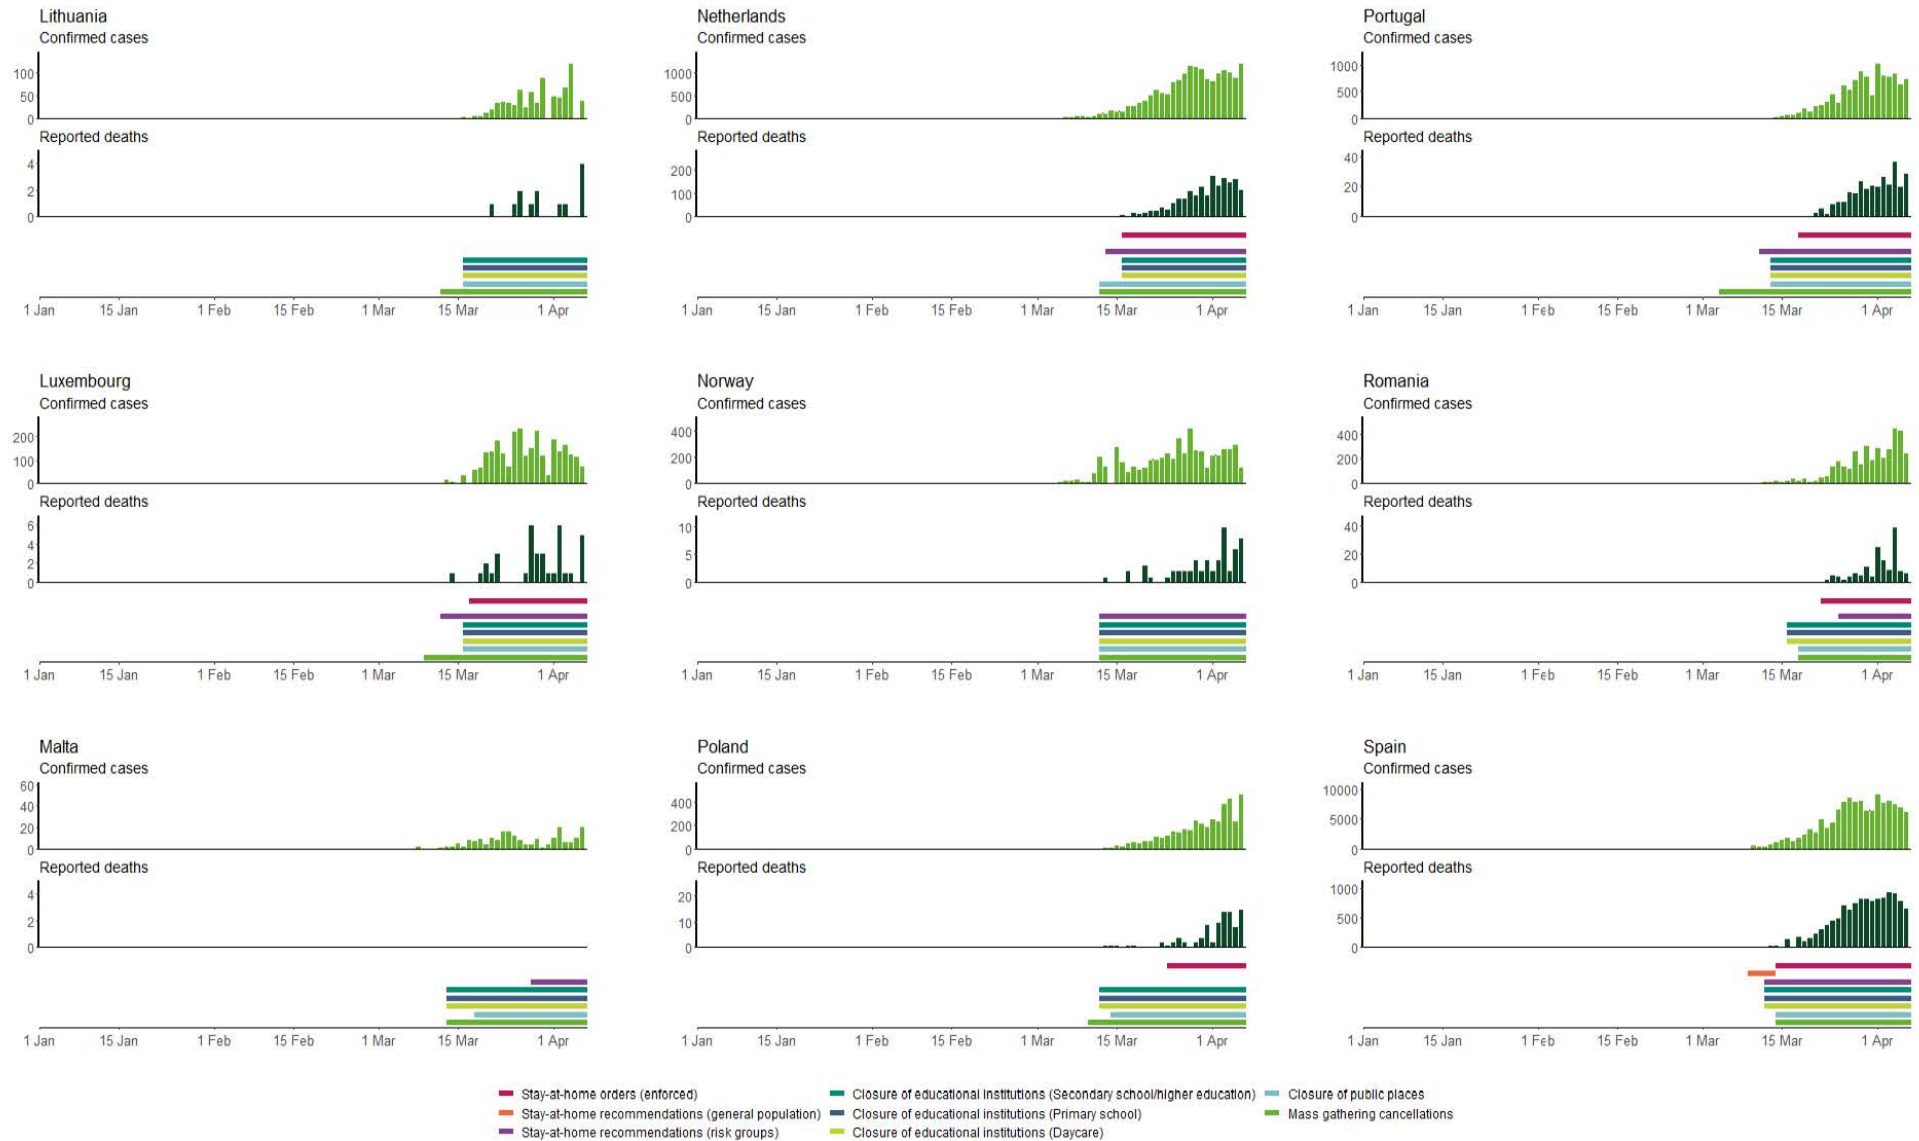 Lithuania
Confirmed cases
100
50
0
Reported deaths
4
2
0
1 Jan 15 Jan 1 Feb 15 Feb 1 Mar 15 Mar 1 Apr
Netherlands
Confirmed cases
1000
500
0
Reported deaths
200
100
0
1 Jan 15 Jan 1 Feb 15 Feb 1 Mar 15 Mar 1 Apr
Portugal
Confirmed cases
1000
500
0
Reported deaths
40
20
0
1 Jan 15 Jan 1 Feb 15 Feb 1 Mar 15 Mar 1 Apr
Luxembourg
Confirmed cases
200
100
0
Reported deaths
6
4
2
0
1 Jan 15 Jan 1 Feb 15 Feb 1 Mar 15 Mar 1 Apr
Norway
Confirmed cases
400
200
0
Reported deaths
10
5
0
1 Jan 15 Jan 1 Feb 15 Feb 1 Mar 15 Mar 1 Apr
Romania
Confirmed cases
400
200
0
Reported deaths
40
20
0
1 Jan 15 Jan 1 Feb 15 Feb 1 Mar 15 Mar 1 Apr
Malta
Confirmed cases
60
40
20
0
Reported deaths
4
2
0
1 Jan 15 Jan 1 Feb 15 Feb 1 Mar 15 Mar 1 Apr
Poland
Confirmed cases
400
200
0
Reported deaths
20
10
0
1 Jan 15 Jan 1 Feb 15 Feb 1 Mar 15 Mar 1 Apr
Spain
Confirmed cases
10000
5000
0
Reported deaths
1000
500
0
1 Jan 15 Jan 1 Feb 15 Feb 1 Mar 15 Mar 1 Apr
Stay-at-home orders (enforced)
Stay-at-home recommendations (general population)
Stay-at-home recommendations (risk groups)
Closure of educational institutions (Secondary school/higher education)
Closure of educational institutions (Primary school)
Closure of educational institutions (Daycare)
Closure of public places
Mass gathering cancellations